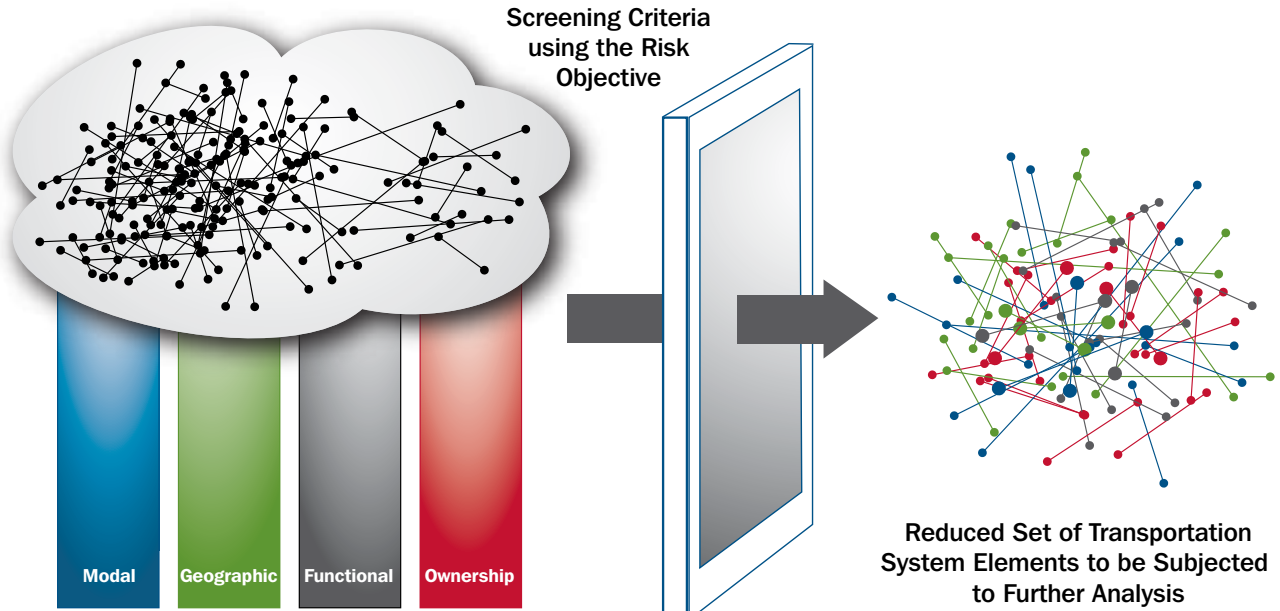 Screening Criteria
using the Risk
Objective
Modal
Geographic
Functional
Ownership
Reduced Set of Transportation
System Elements to be Subjected
to Further Analysis